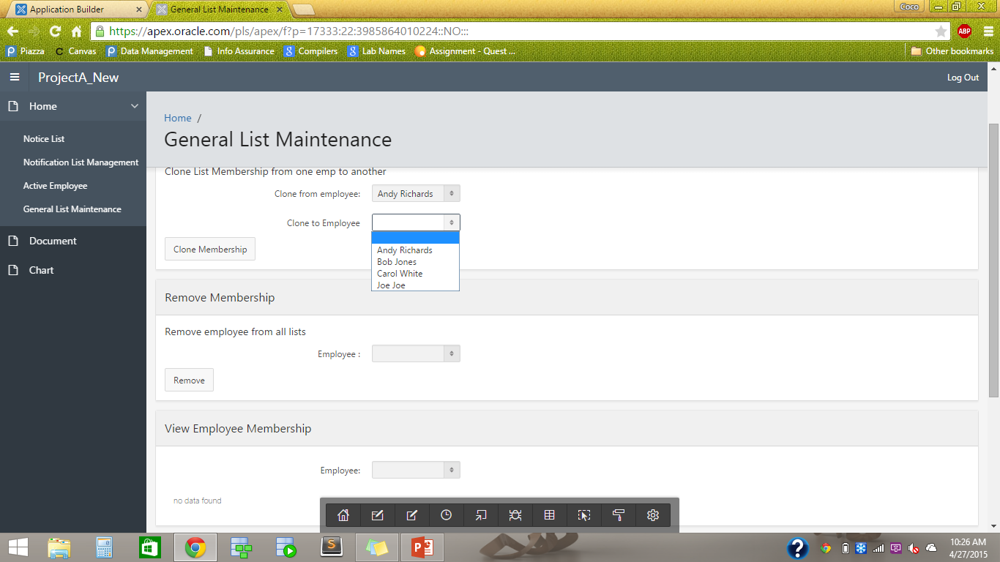 Application Builder
General List Maintenance
Coco
https://apex.oracle.com/pls/apex/f?p=17333:22:3985864010224::NO:::
ABP
Piazza
Canvas
Data Management
Info Assurance
Compilers
Lab Names
Assignment - Quest ...
Other bookmarks
ProjectA_New
Log Out
Home
Notice List
Notification List Management
Active Employee
General List Maintenance
Document
Chart
Home /
General List Maintenance
Clone List Membership from one emp to another
Clone from employee: Andy Richards
Clone to Employee
Andy Richards
Bob Jones
Carol White
Joe Joe
Clone Membership
Remove Membership
Remove employee from all lists
Employee :
Remove
View Employee Membership
Employee:
no data found
10:26 AM
4/27/2015